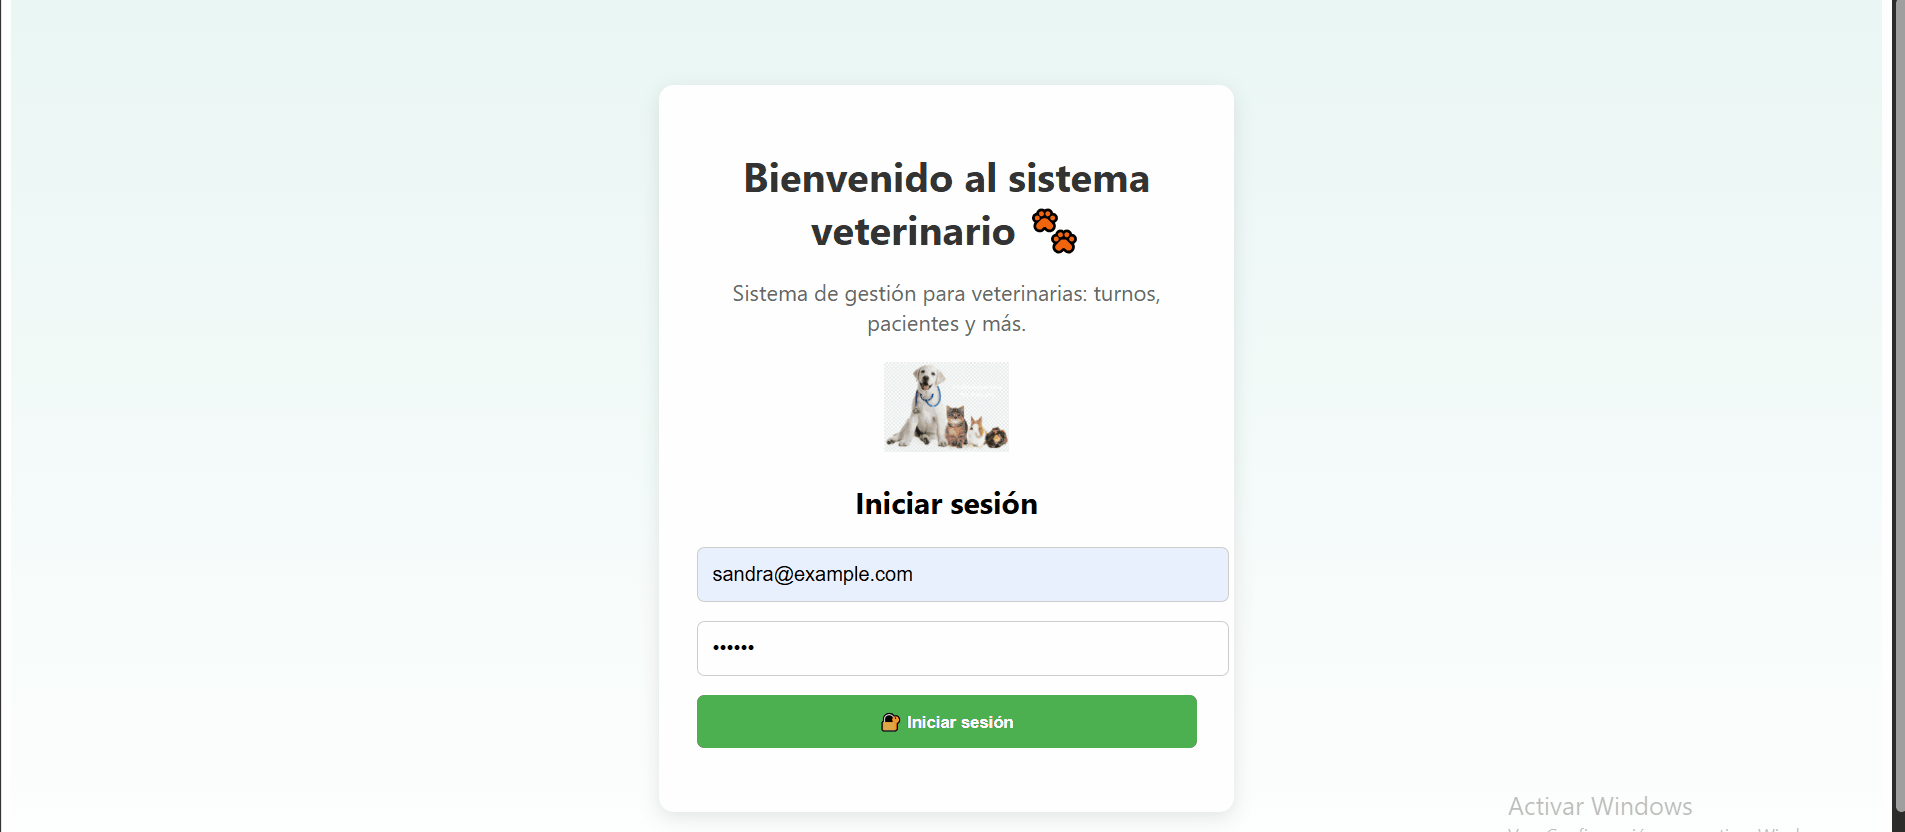 Bienvenido al sistema
veterinario
Sistema de gestión para veterinarias: turnos,
pacientes y más.
Iniciar sesión
sandra@example.com
••••••
Iniciar sesión
Activar Windows